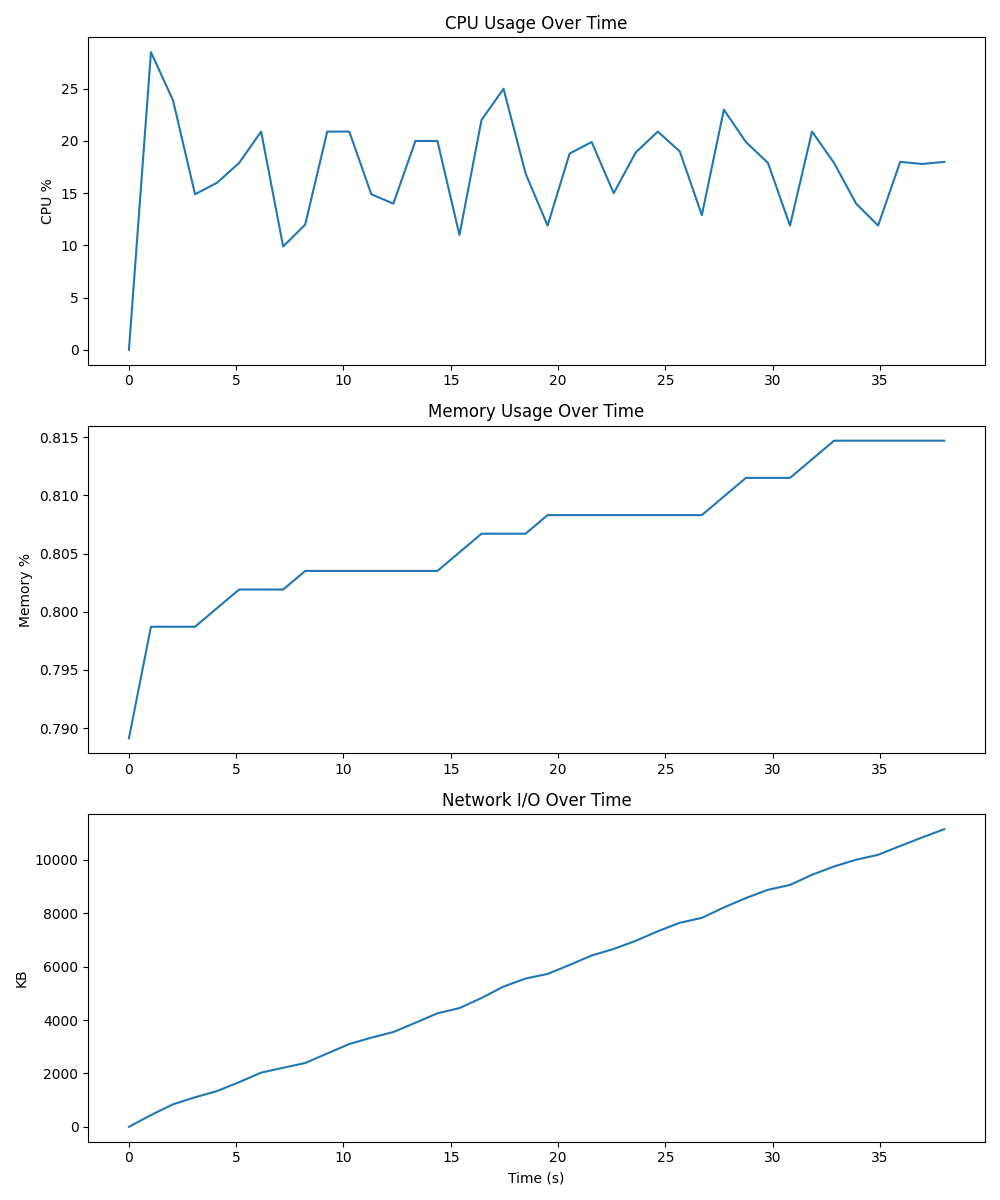 CPU Usage Over Time
CPU %
25
20
15
10
5
0
0 5 10 15 20 25 30 35
Memory Usage Over Time
Memory %
0.815
0.810
0.805
0.800
0.795
0.790
0 5 10 15 20 25 30 35
Network I/O Over Time
KB
10000
8000
6000
4000
2000
0
0 5 10 15 20 25 30 35
Time (s)